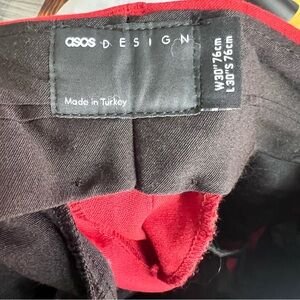 asos DESIGN
Made in Turkey
W30" 76cm
L30"S 76cm